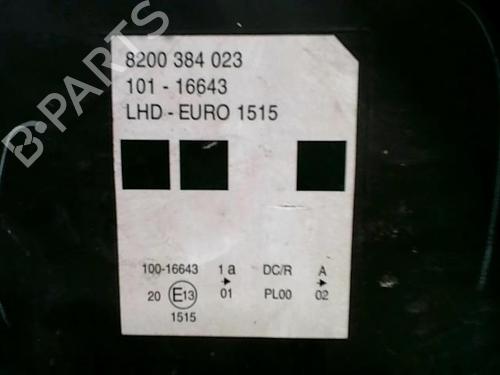 B-PARTS
8200 384 023
101 - 16643
LHD - EURO 1515
100-16643 1 a DC/R A
20 E13 01 PL00 02
1515